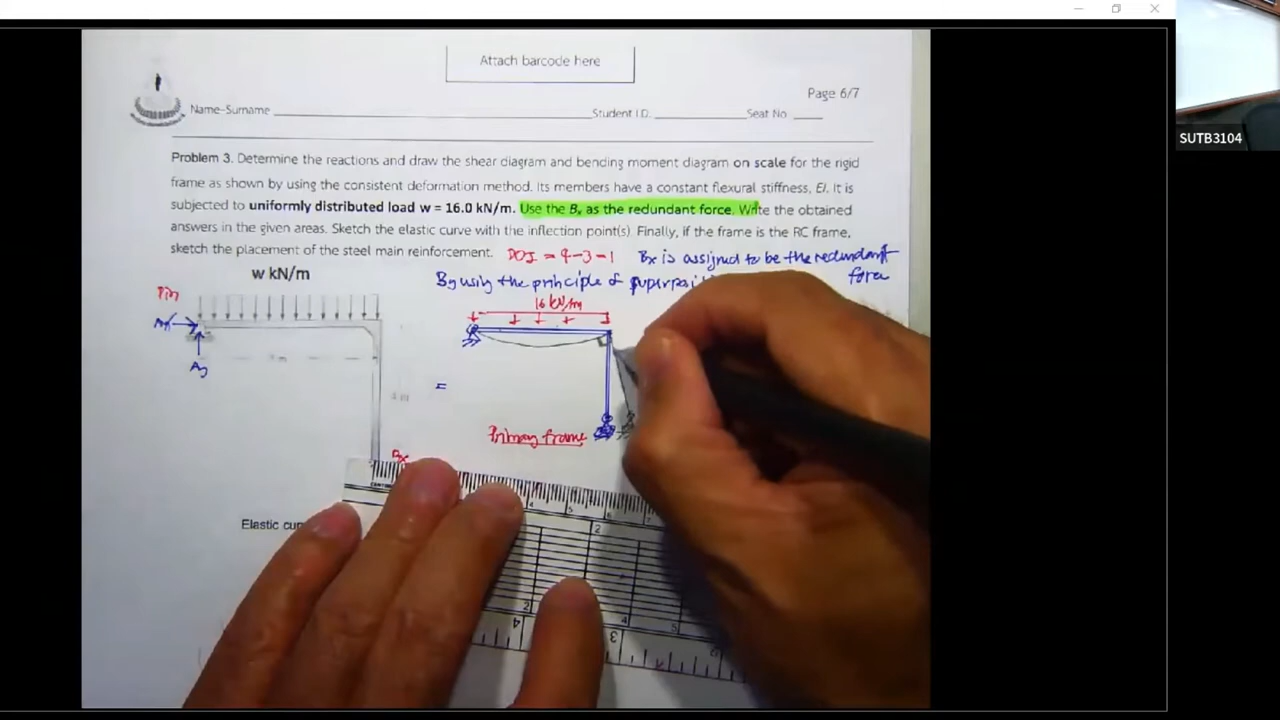 Attach barcode here
Page 6/7
Name-Surname Student I.D. Seat No
Problem 3. Determine the reactions and draw the shear diagram and bending moment diagram on scale for the rigid
frame as shown by using the consistent deformation method. Its members have a constant flexural stiffness, EI. It is
subjected to uniformly distributed load w = 16.0 kN/m. Use the Bx as the redundant force. Write the obtained
answers in the given areas. Sketch the elastic curve with the inflection point(s). Finally, if the frame is the RC frame,
sketch the placement of the steel main reinforcement. DOI = 4-3-1 Bx is assigned to be the redundant
force
By using the principle of
w kN/m
Pin
16 kN/m
Ay
=
Primary frame
Bx
4 m
SUTB3104